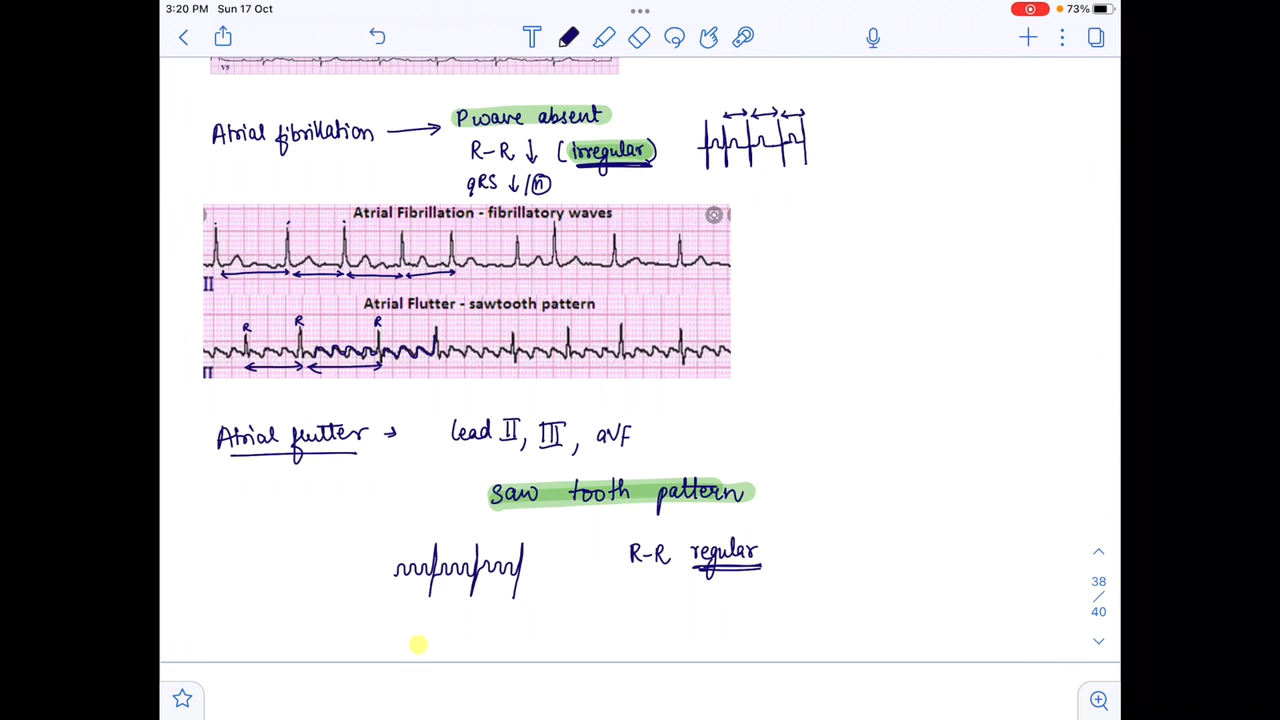 3:20 PM Sun 17 Oct
73%
V5
Atrial fibrillation → P wave absent
R-R ↓ (irregular)
qRS ↓/n
Atrial Fibrillation - fibrillatory waves
II
Atrial Flutter - sawtooth pattern
R R R
II
Atrial flutter → lead II, III, aVF
Saw tooth pattern
R-R regular
38
/
40